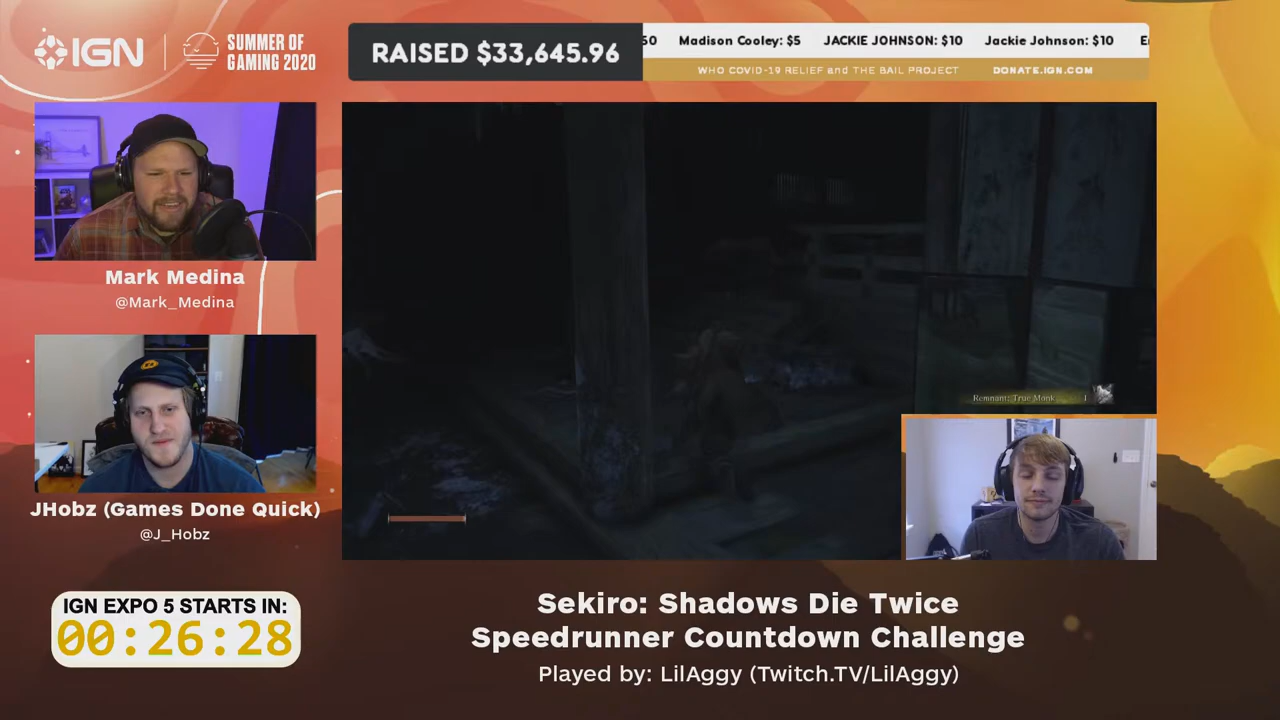 IGN
SUMMER OF
GAMING 2020
RAISED $33,645.96
Madison Cooley: $5 JACKIE JOHNSON: $10 Jackie Johnson: $10
WHO COVID-19 RELIEF and THE BAIL PROJECT DONATE.IGN.COM
Mark Medina
@Mark_Medina
Remnant: True Monk 1
JHobz (Games Done Quick)
@J_Hobz
IGN EXPO 5 STARTS IN:
00:26:28
Sekiro: Shadows Die Twice
Speedrunner Countdown Challenge
Played by: LilAggy (Twitch.TV/LilAggy)